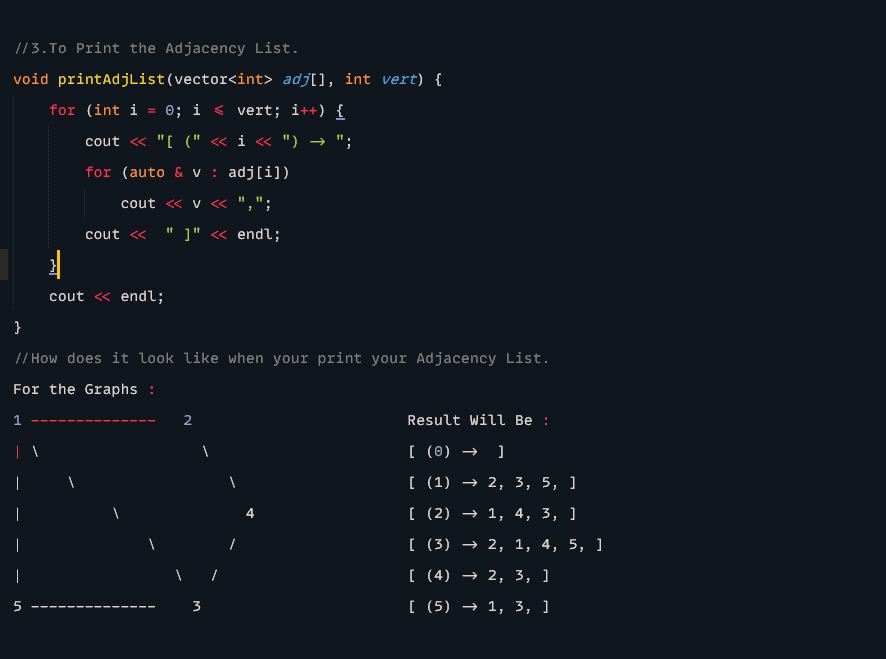 //3.To Print the Adjacency List.
void printAdjList(vector<int> adj[], int vert) {
    for (int i = 0; i <= vert; i++) {
        cout << "[ (" << i << ") -> ";
        for (auto & v : adj[i])
            cout << v << ",";
        cout <<  " ]" << endl;
    }
    cout << endl;
}
//How does it look like when your print your Adjacency List.
For the Graphs :
1 --------------   2                        Result Will Be :
| \                  \                      [ (0) ->  ]
|     \                 \                   [ (1) -> 2, 3, 5, ]
|          \              4                 [ (2) -> 1, 4, 3, ]
|              \        /                   [ (3) -> 2, 1, 4, 5, ]
|                 \   /                     [ (4) -> 2, 3, ]
5 --------------    3                       [ (5) -> 1, 3, ]